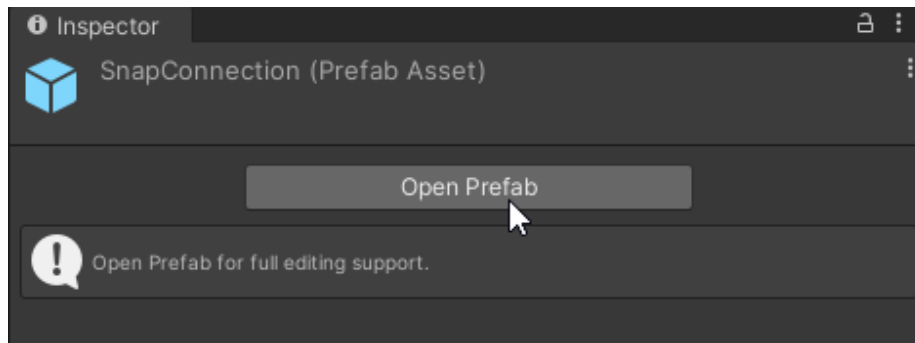 Inspector
SnapConnection (Prefab Asset)
Open Prefab
Open Prefab for full editing support.